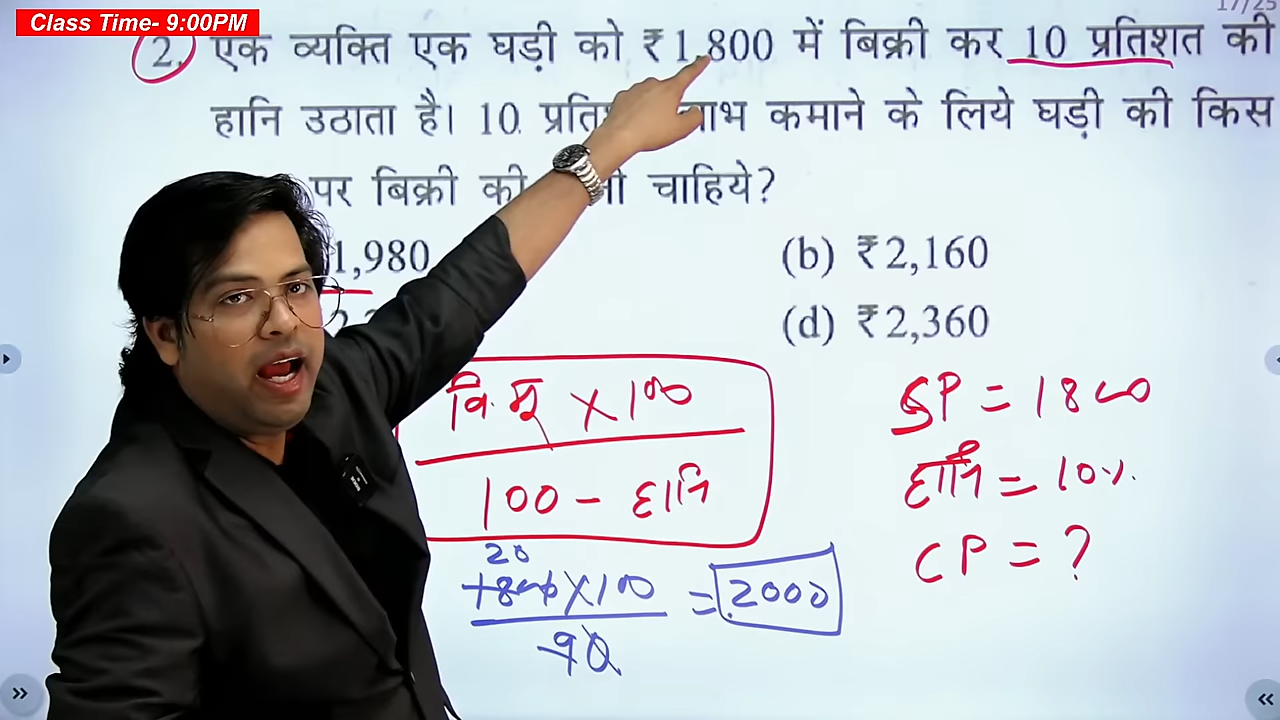 Class Time- 9:00PM
17/25
2. एक व्यक्ति एक घड़ी को ₹1,800 में बिक्री कर 10 प्रतिशत की
हानि उठाता है। 10 लाभ कमाने के लिये घड़ी की किस
पर बिक्री चाहिये?
1,980
(b) ₹2,160
(d) ₹2,360
वि.मू × 100
100 - हानि
SP = 1800
हानि = 10%
CP = ?
20
1800 × 100 = 2000
90